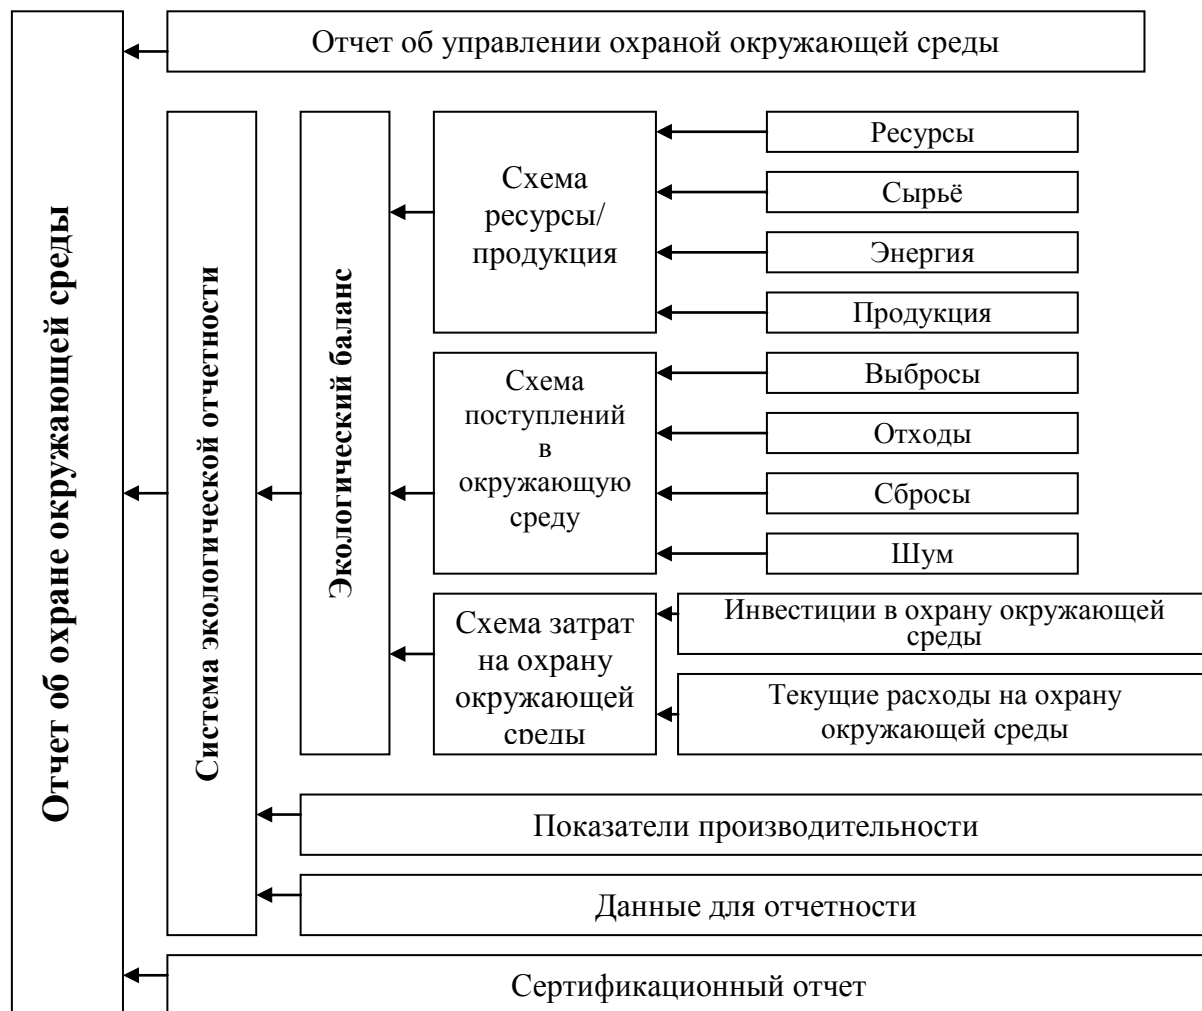 Отчет об управлении охраной окружающей среды
Отчет об охране окружающей среды
Система экологической отчетности
Экологический баланс
Схема
ресурсы/
продукция
Ресурсы
Сырьё
Энергия
Продукция
Схема
поступлений
в
окружающую
среду
Выбросы
Отходы
Сбросы
Шум
Схема затрат
на охрану
окружающей
среды
Инвестиции в охрану окружающей
среды
Текущие расходы на охрану
окружающей среды
Показатели производительности
Данные для отчетности
Сертификационный отчет